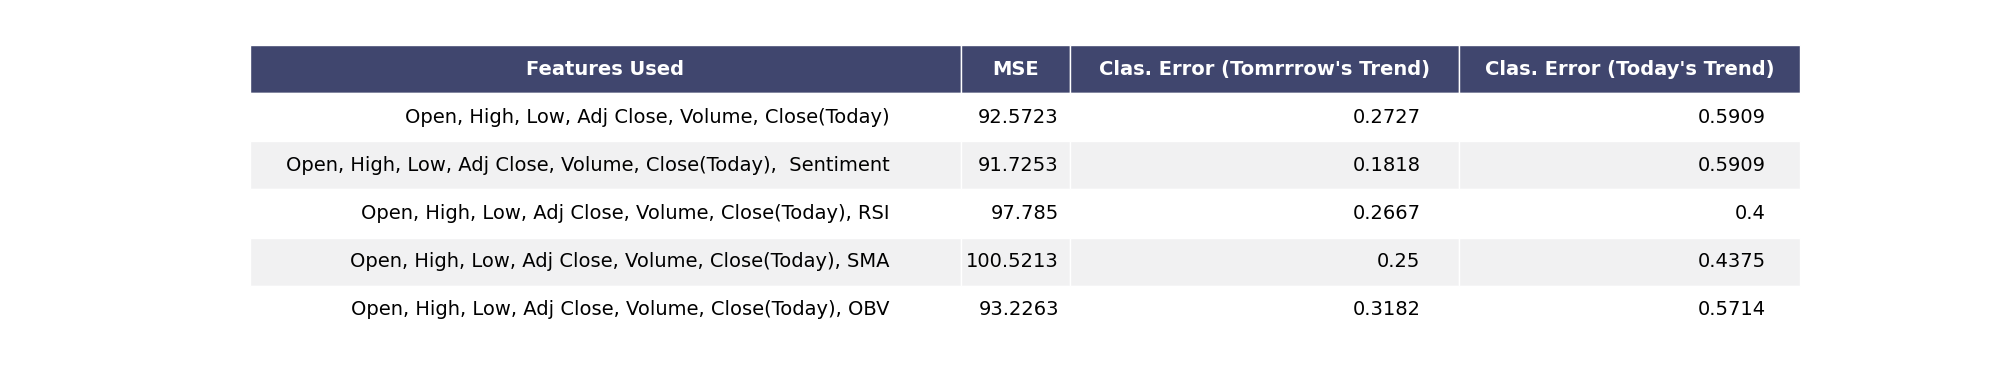 Features Used MSE Clas. Error (Tomrrrow's Trend) Clas. Error (Today's Trend)
Open, High, Low, Adj Close, Volume, Close(Today) 92.5723 0.2727 0.5909
Open, High, Low, Adj Close, Volume, Close(Today),  Sentiment 91.7253 0.1818 0.5909
Open, High, Low, Adj Close, Volume, Close(Today), RSI 97.785 0.2667 0.4
Open, High, Low, Adj Close, Volume, Close(Today), SMA 100.5213 0.25 0.4375
Open, High, Low, Adj Close, Volume, Close(Today), OBV 93.2263 0.3182 0.5714